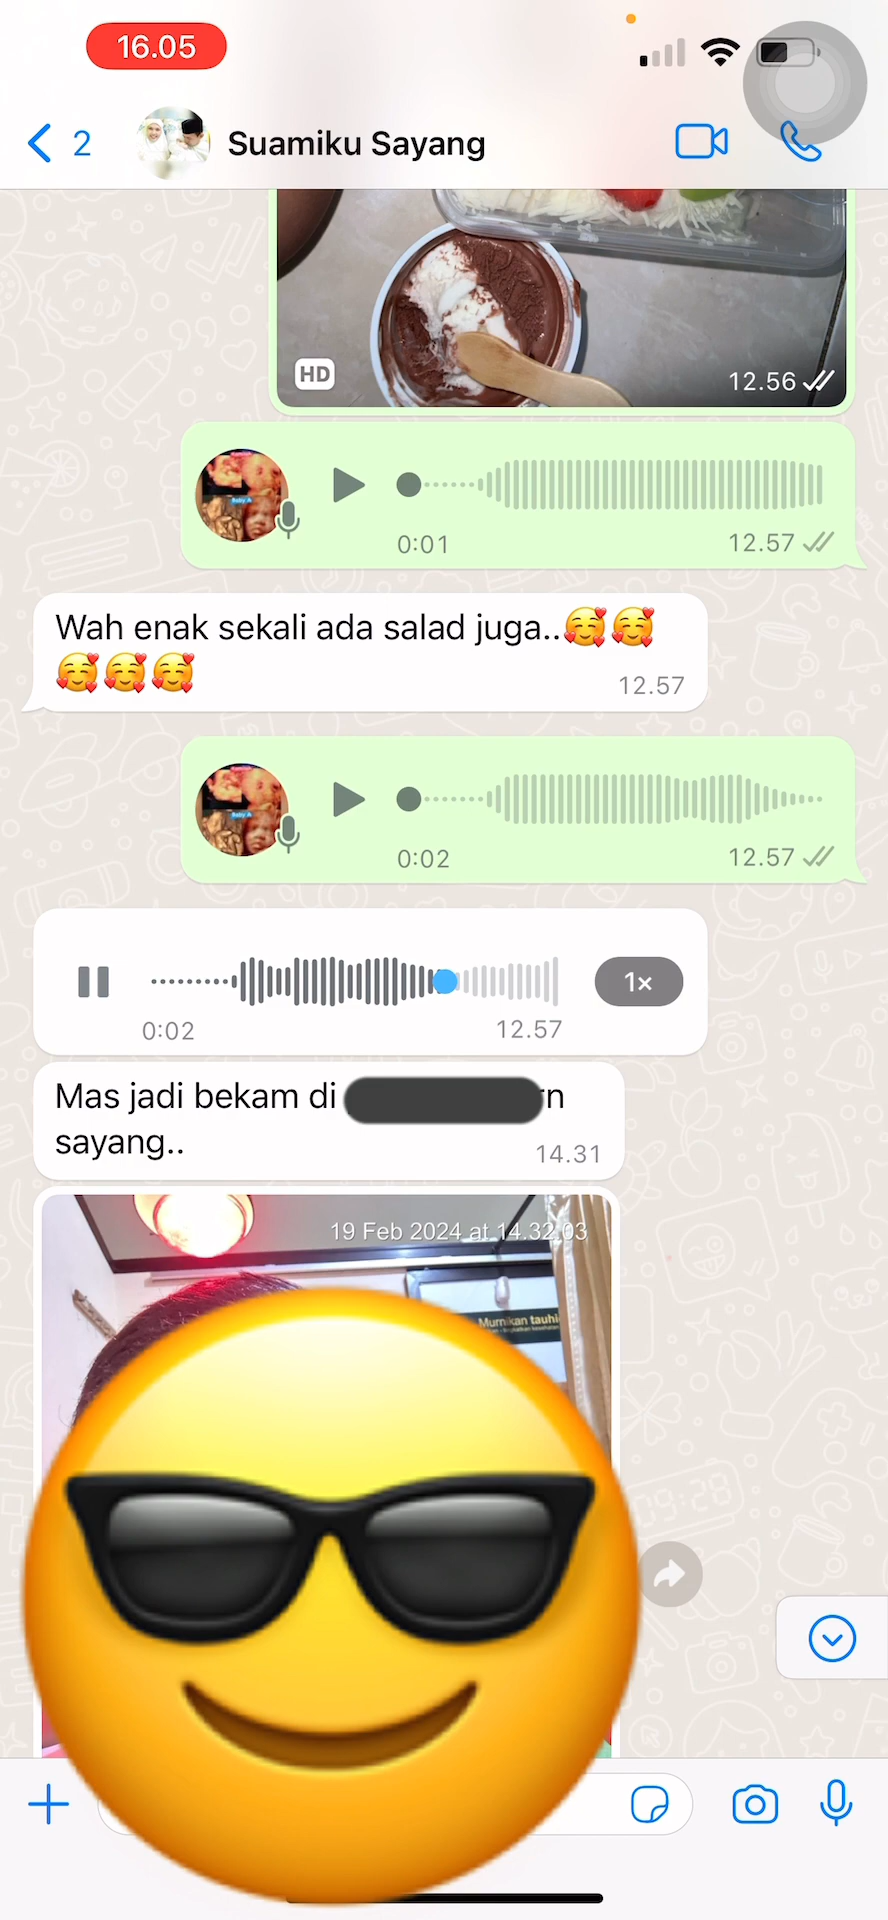 16.05
2
Suamiku Sayang
HD
12.56
0:01
12.57
Wah enak sekali ada salad juga..🥰🥰
🥰🥰🥰
12.57
0:02
12.57
1×
0:02
12.57
Mas jadi bekam di
sayang..
14.31
19 Feb 2024 at 14.32.03
Murnikan tauhi